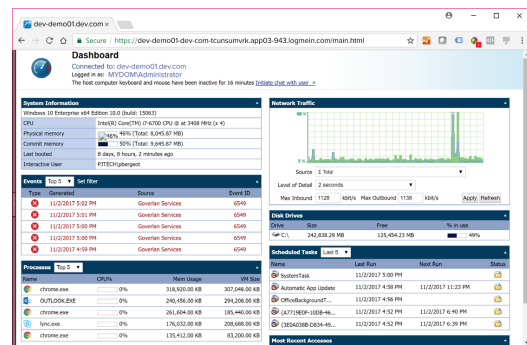 dev-demo01.dev.com
Secure https://dev-demo01-dev-com-tcunsumvrk.app03-943.logmein.com/main.html
Dashboard
Connected to: dev-demo01.dev.com
Logged in as: MYDOM\Administrator
The host computer keyboard and mouse have been inactive for 16 minutes Initiate chat with user »
System Information
Windows 10 Enterprise x64 Edition 10.0 (build: 15063)
CPU Intel(R) Core(TM) i7-6700 CPU @ at 3408 MHz (x 4)
Physical memory 46% 46% (Total: 8,045.87 MB)
Commit memory 50% (Total: 9,645.87 MB)
Last booted 8 days, 8 hours, 2 minutes ago
Interactive User PJTECH\pbergeot
Events Top 5 Set filter
Type Generated Source Event ID
11/2/2017 5:02 PM Goverlan Services 6549
11/2/2017 5:01 PM Goverlan Services 6549
11/2/2017 5:01 PM Goverlan Services 6549
11/2/2017 5:00 PM Goverlan Services 6549
11/2/2017 4:59 PM Goverlan Services 6549
Processes Top 5
Name CPU% Mem Usage VM Size
chrome.exe 0% 318,920.00 KB 307,048.00 KB
OUTLOOK.EXE 0% 240,456.00 KB 294,206.00 KB
chrome.exe 0% 261,604.00 KB 185,440.00 KB
lync.exe 0% 176,032.00 KB 208,688.00 KB
chrome.exe 0% 135,412.00 KB 83,200.00 KB
Network Traffic
100 %
0 %
Source Σ Total
Level of Detail 2 seconds
Max Inbound 1128 kbit/s Max Outbound 1138 kbit/s Apply Refresh
Disk Drives
Drive Size Free % in use
C:\ 242,838.29 MB 125,454.23 MB 49%
Scheduled Tasks Last 5
Name Last Run Next Run Status
SystemTask 11/2/2017 5:00 PM
Automatic App Update 11/2/2017 4:58 PM 11/2/2017 11:23 PM
OfficeBackgroundT... 11/2/2017 4:56 PM
{A7719E0F-10DB-46... 11/2/2017 4:52 PM 11/2/2017 6:40 PM
{3E0A038B-D834-49... 11/2/2017 4:52 PM 11/2/2017 6:39 PM
Most Recent Accesses